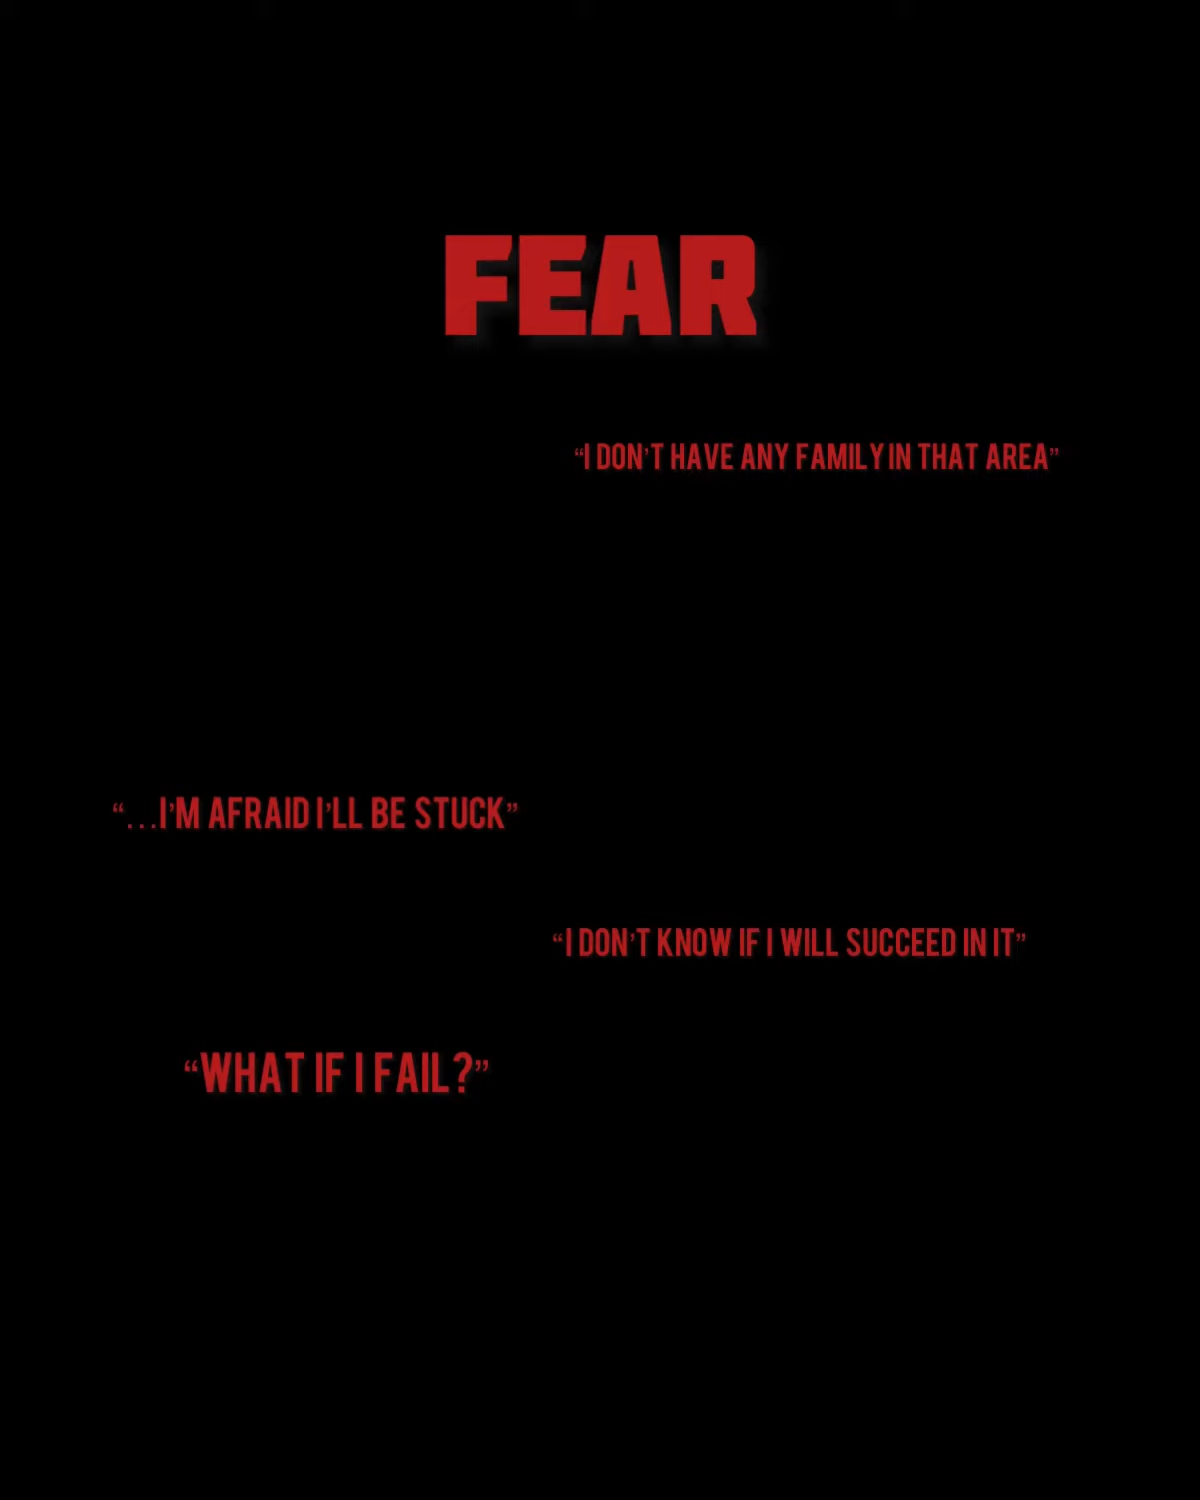 FEAR
“I DON’T HAVE ANY FAMILY IN THAT AREA”
“...I’M AFRAID I’LL BE STUCK”
“I DON’T KNOW IF I WILL SUCCEED IN IT”
“WHAT IF I FAIL?”